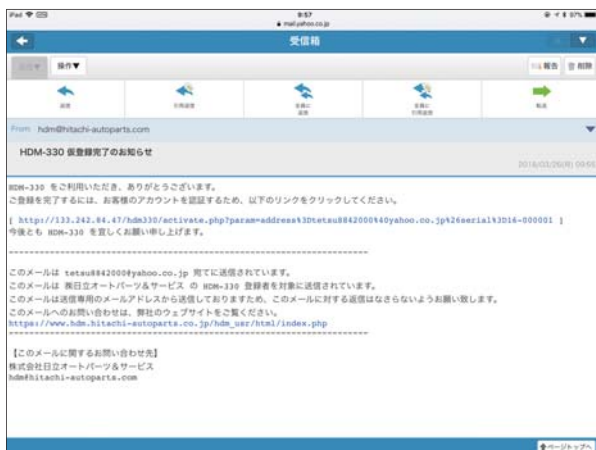 iPad
9:57
mail.yahoo.co.jp
97%
受信箱
操作▼
報告
削除
返信
引用返信
全員に
返信
全員に
引用返信
転送
From hdm@hitachi-autoparts.com
HDM-330 仮登録完了のお知らせ
HDM-330 をご利用いただき、ありがとうございます。
ご登録を完了するには、お客様のアカウントを認証するため、以下のリンクをクリックしてください。
[ http://133.242.84.47/hdm330/activate.php?param=address%3Dtetsu8842000%40yahoo.co.jp%26serial%3D16-000001 ]
今後とも HDM-330 を宜しくお願い申し上げます。
このメールは tetsu8842000@yahoo.co.jp 宛てに送信されています。
このメールは ㈱日立オートパーツ&サービス の HDM-330 登録者を対象に送信されています。
このメールは送信専用のメールアドレスから送信しておりますため、このメールに対する返信はなさらないようお願い致します。
このメールへのお問い合わせは、弊社のウェブサイトをご覧ください。
https://www.hdm.hitachi-autoparts.co.jp/hdm_usr/html/index.php
【このメールに関するお問い合わせ先】
株式会社日立オートパーツ&サービス
hdm@hitachi-autoparts.com
ページトップへ